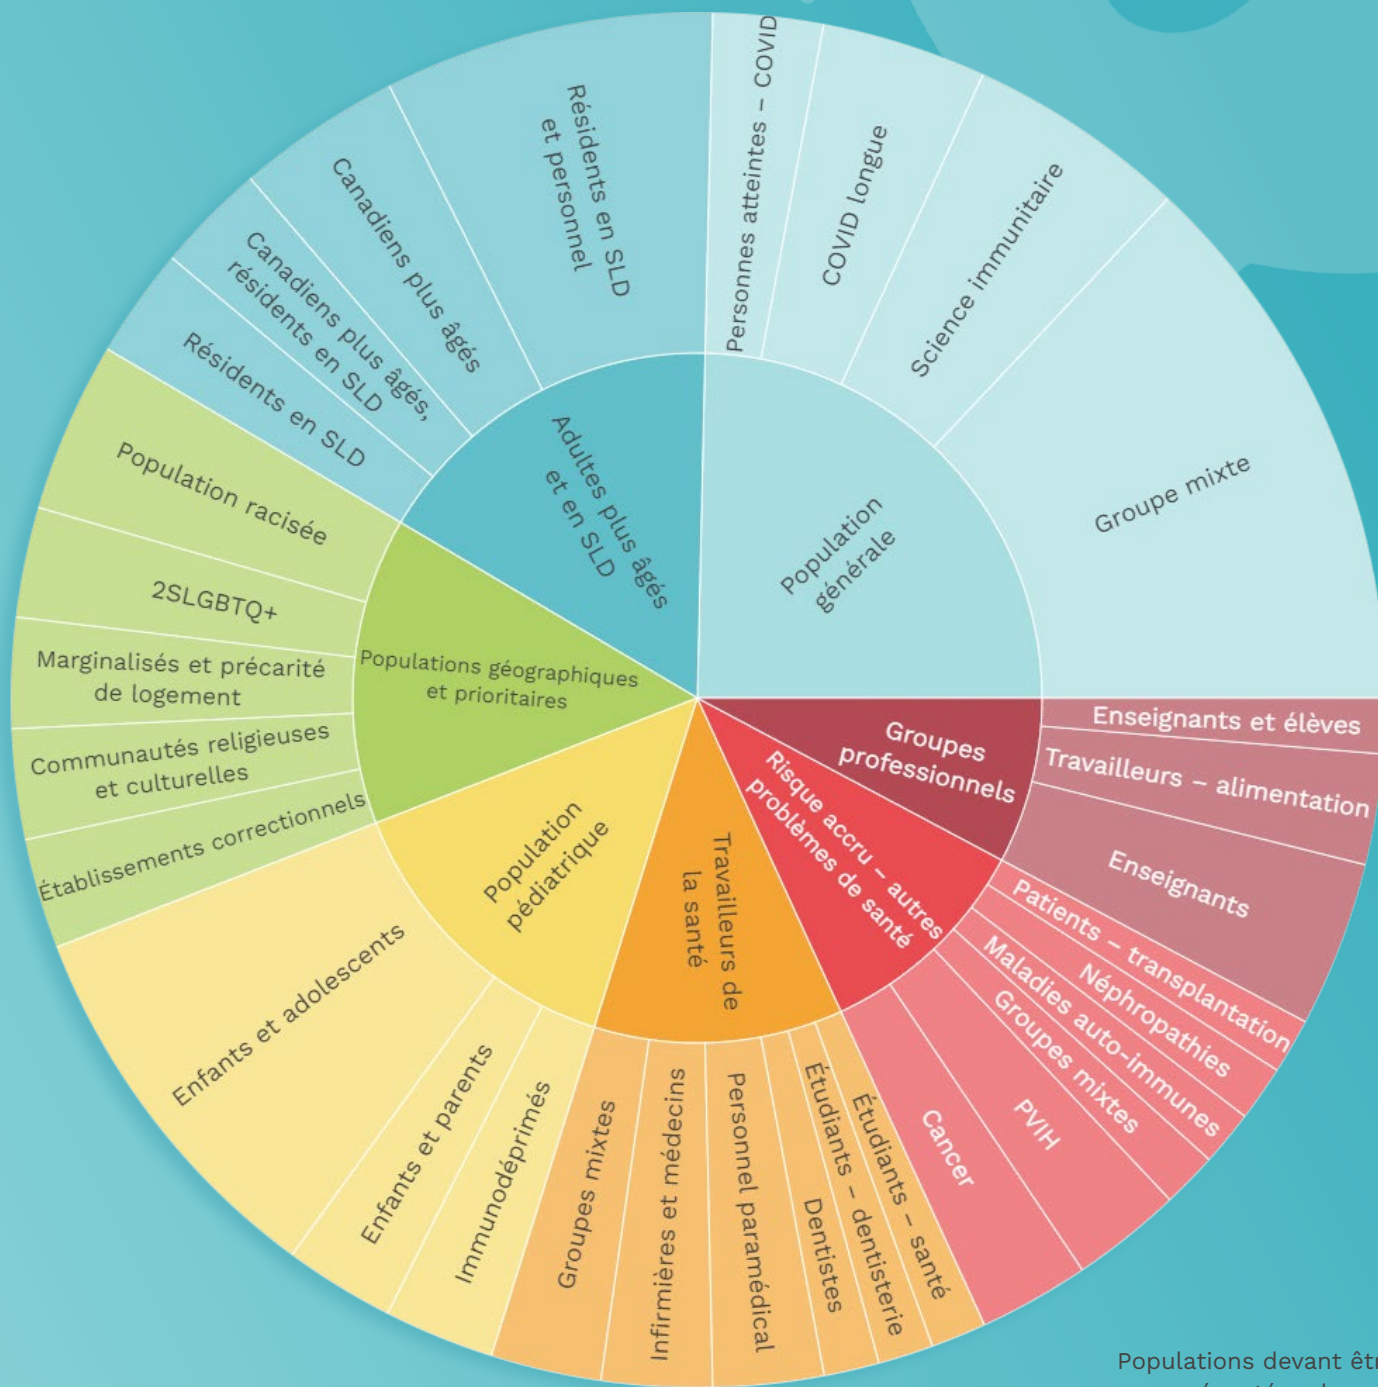 Personnes atteintes – COVID
COVID longue
Science immunitaire
Groupe mixte
Population
générale
Enseignants et élèves
Travailleurs – alimentation
Enseignants
Groupes
professionnels
Patients – transplantation
Néphropathies
Maladies auto-immunes
Groupes mixtes
PVIH
Cancer
Risque accru – autres
problèmes de santé
Étudiants – santé
Étudiants – dentisterie
Dentistes
Personnel paramédical
Infirmières et médecins
Groupes mixtes
Travailleurs de
la santé
Immunodéprimés
Enfants et parents
Enfants et adolescents
Population
pédiatrique
Établissements correctionnels
Communautés religieuses
et culturelles
Marginalisés et précarité
de logement
2SLGBTQ+
Population racisée
Populations géographiques
et prioritaires
Résidents en SLD
Canadiens plus âgés,
résidents en SLD
Canadiens plus âgés
Résidents en SLD
et personnel
Adultes plus âgés
et en SLD
Populations devant